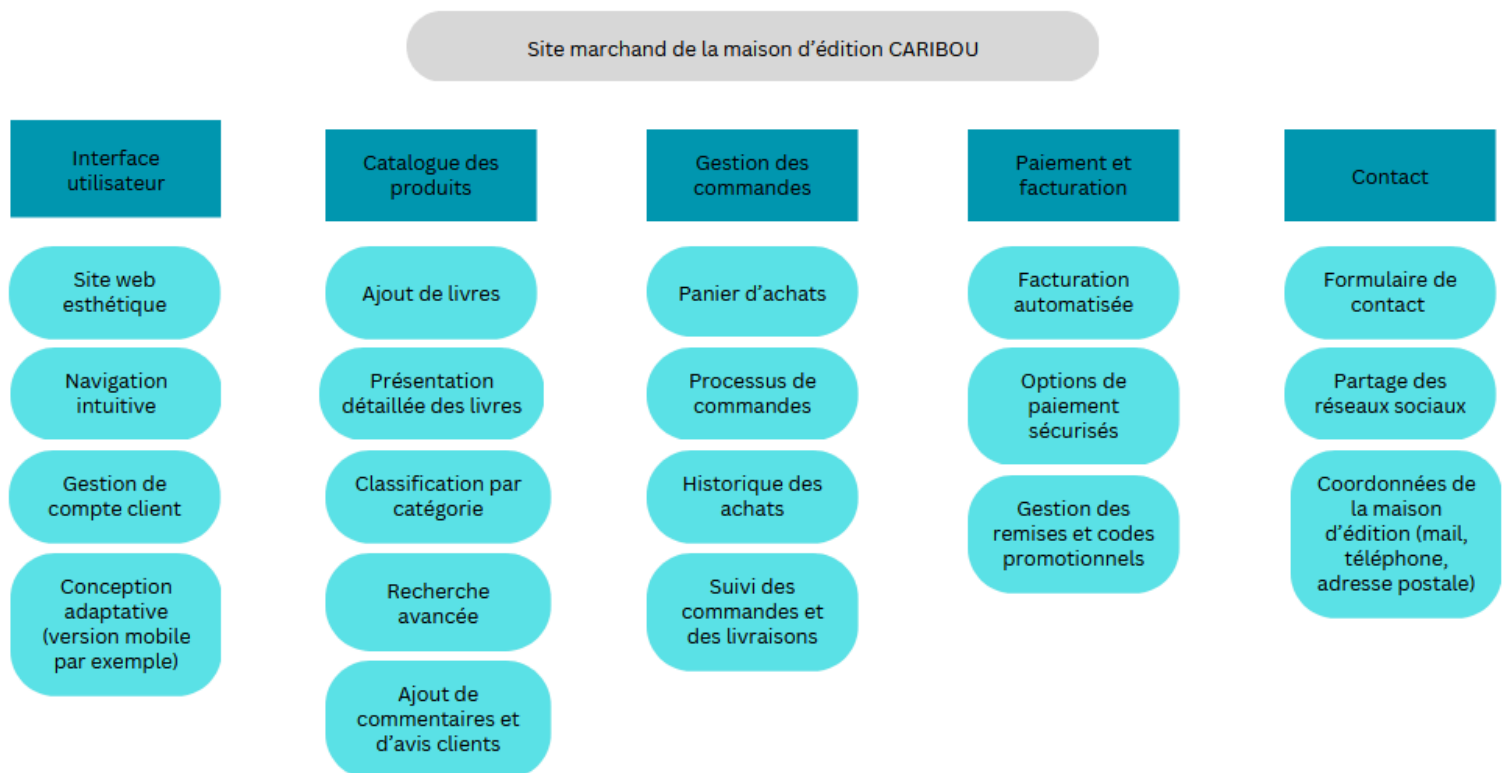 Site marchand de la maison d’édition CARIBOU
Interface
utilisateur
Site web
esthétique
Navigation
intuitive
Gestion de
compte client
Conception
adaptative
(version mobile
par exemple)
Catalogue des
produits
Ajout de livres
Présentation
détaillée des livres
Classification par
catégorie
Recherche
avancée
Ajout de
commentaires et
d’avis clients
Gestion des
commandes
Panier d’achats
Processus de
commandes
Historique des
achats
Suivi des
commandes et
des livraisons
Paiement et
facturation
Facturation
automatisée
Options de
paiement
sécurisés
Gestion des
remises et codes
promotionnels
Contact
Formulaire de
contact
Partage des
réseaux sociaux
Coordonnées de
la maison
d’édition (mail,
téléphone,
adresse postale)